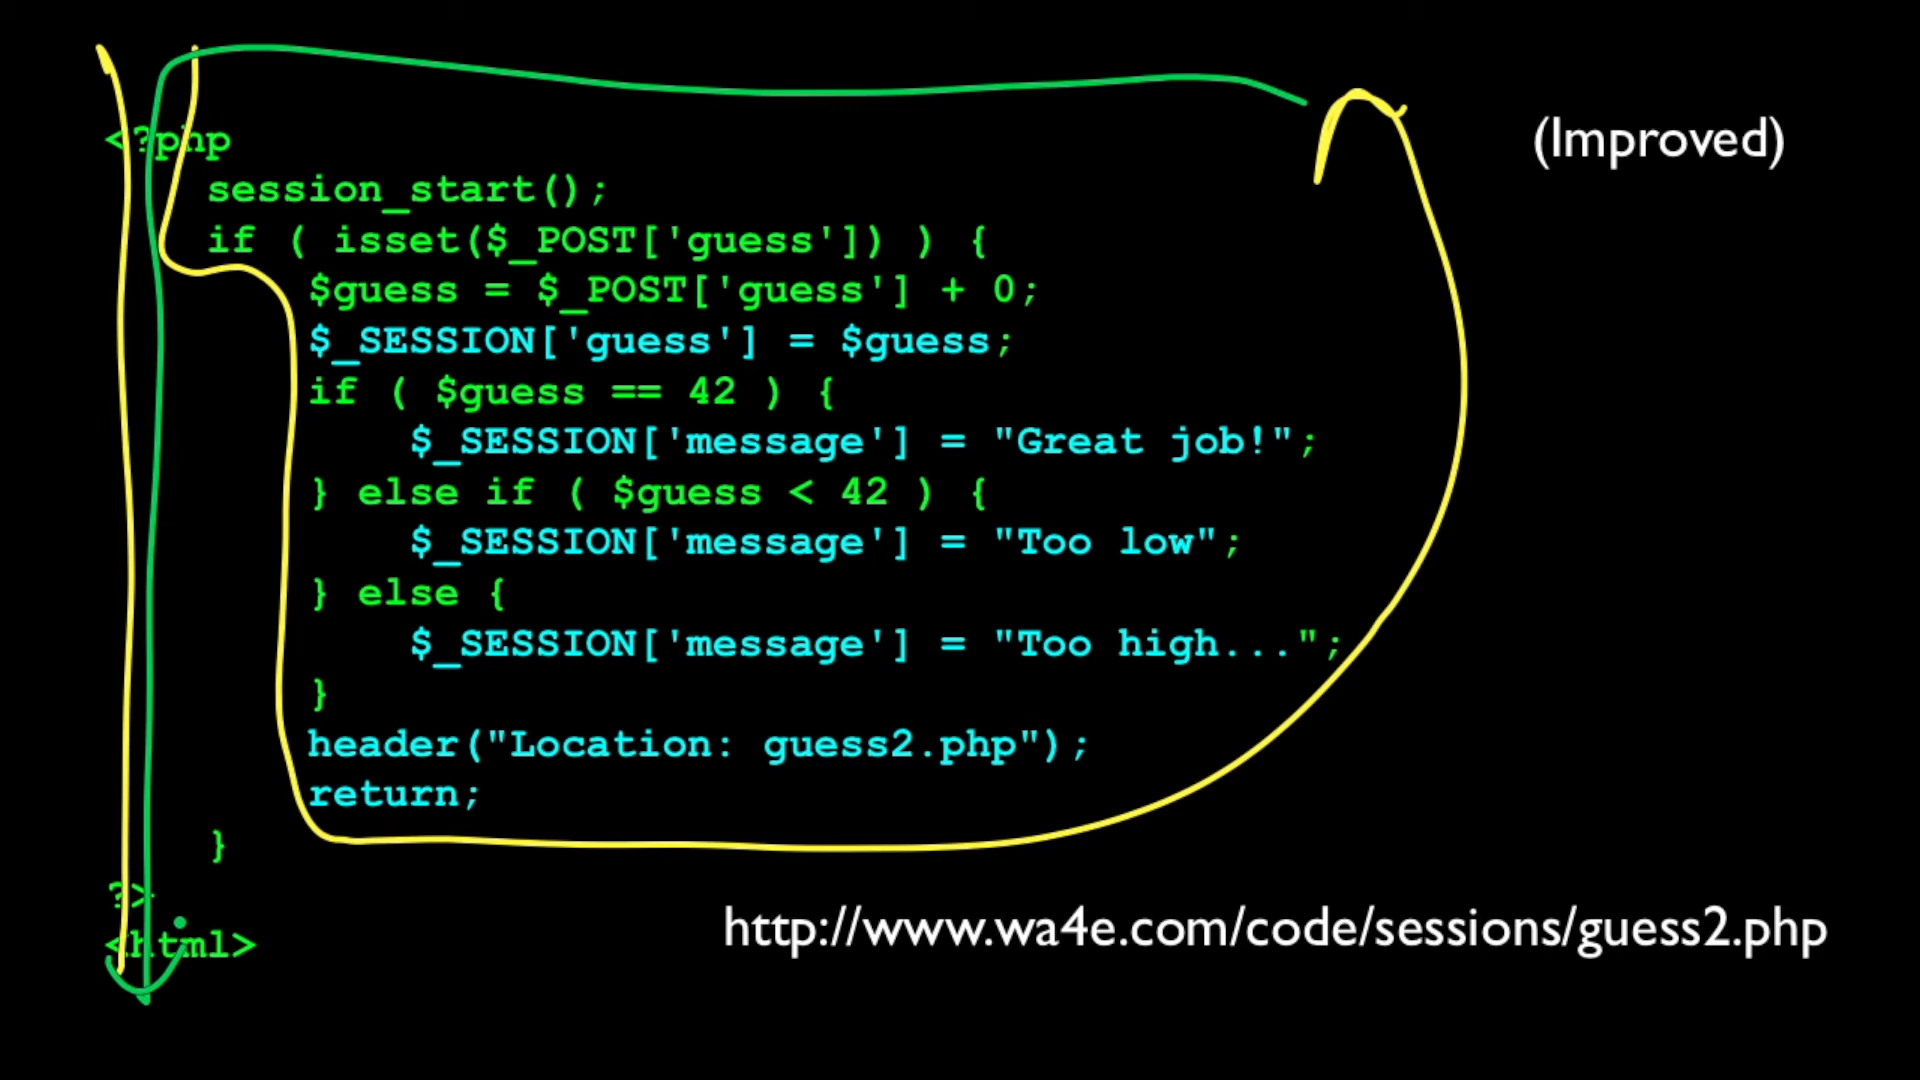 (Improved)
<?php
session_start();
if ( isset($_POST['guess']) ) {
$guess = $_POST['guess'] + 0;
$_SESSION['guess'] = $guess;
if ( $guess == 42 ) {
$_SESSION['message'] = "Great job!";
} else if ( $guess < 42 ) {
$_SESSION['message'] = "Too low";
} else {
$_SESSION['message'] = "Too high...";
}
header("Location: guess2.php");
return;
}
?>
<html>
http://www.wa4e.com/code/sessions/guess2.php